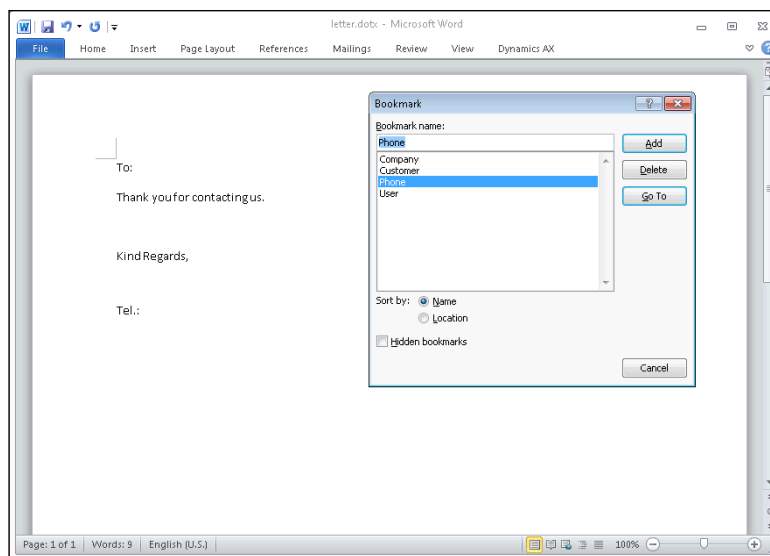 letter.dotx - Microsoft Word
File Home Insert Page Layout References Mailings Review View Dynamics AX
To:
Thank you for contacting us.
Kind Regards,
Tel.:
Bookmark
Bookmark name:
Phone
Add
Company
Customer
Phone
User
Delete
Go To
Sort by: Name
Location
Hidden bookmarks
Cancel
Page: 1 of 1 Words: 9 English (U.S.) 100%